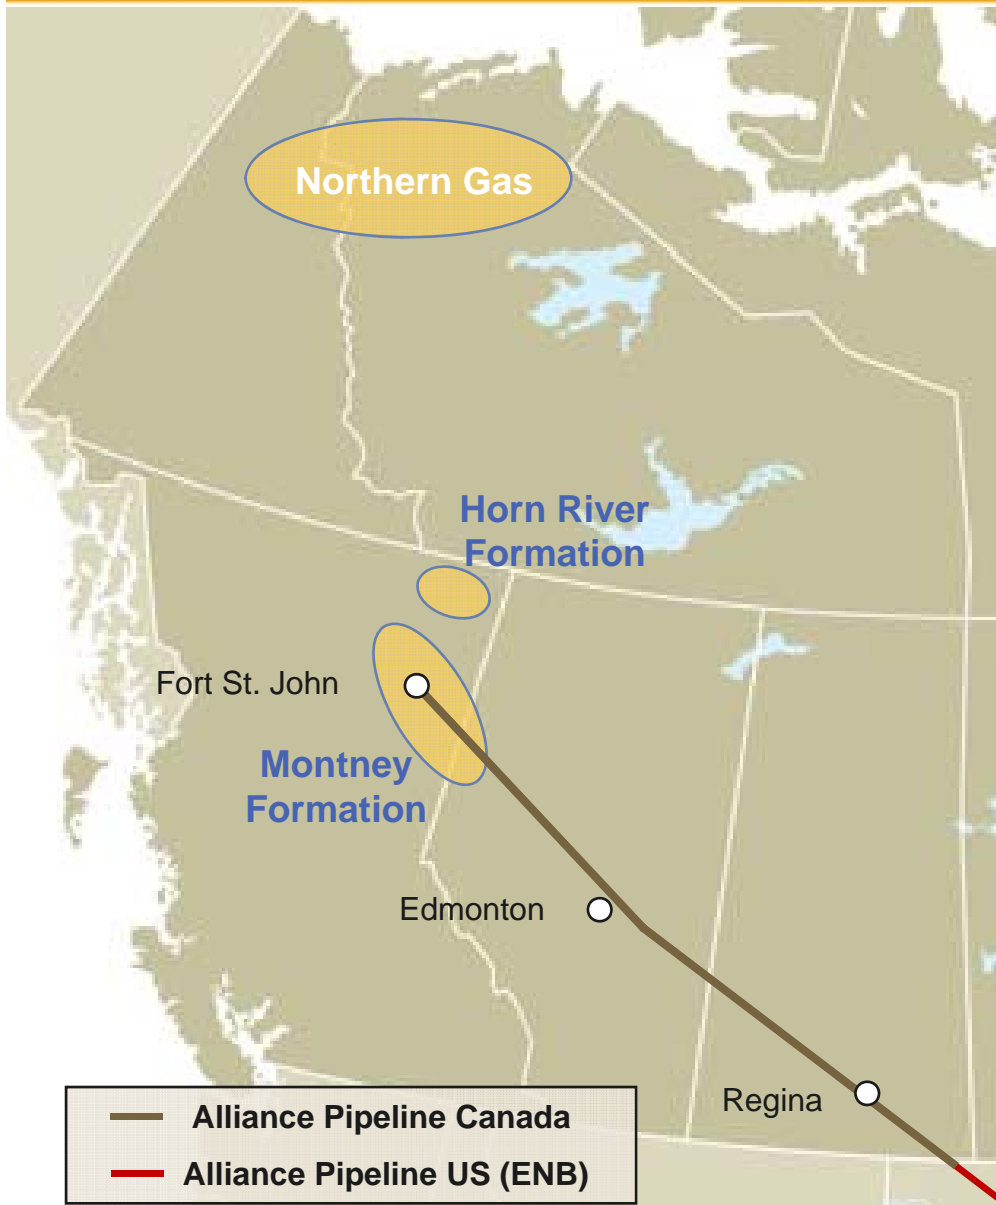 Northern Gas
Horn River
Formation
Fort St. John
Montney
Formation
Edmonton
Regina
Alliance Pipeline Canada
Alliance Pipeline US (ENB)